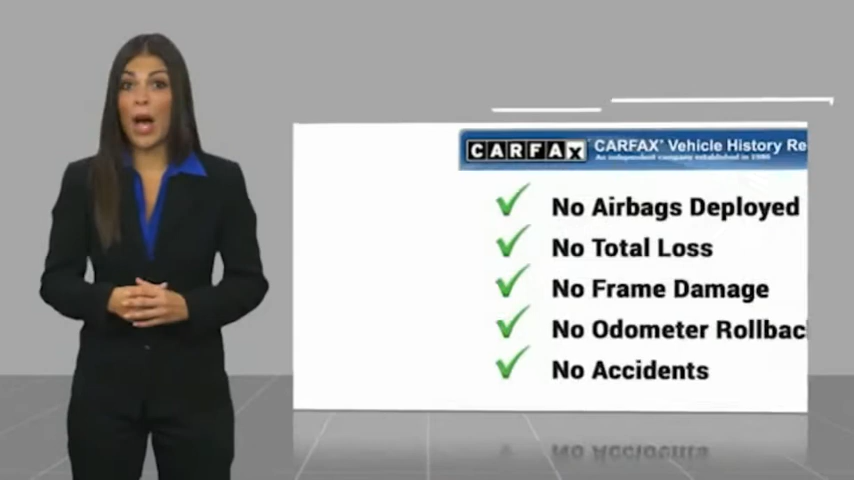 CARFAX CARFAX Vehicle History Re
An independent company established in 1986
No Airbags Deployed
No Total Loss
No Frame Damage
No Odometer Rollbac
No Accidents